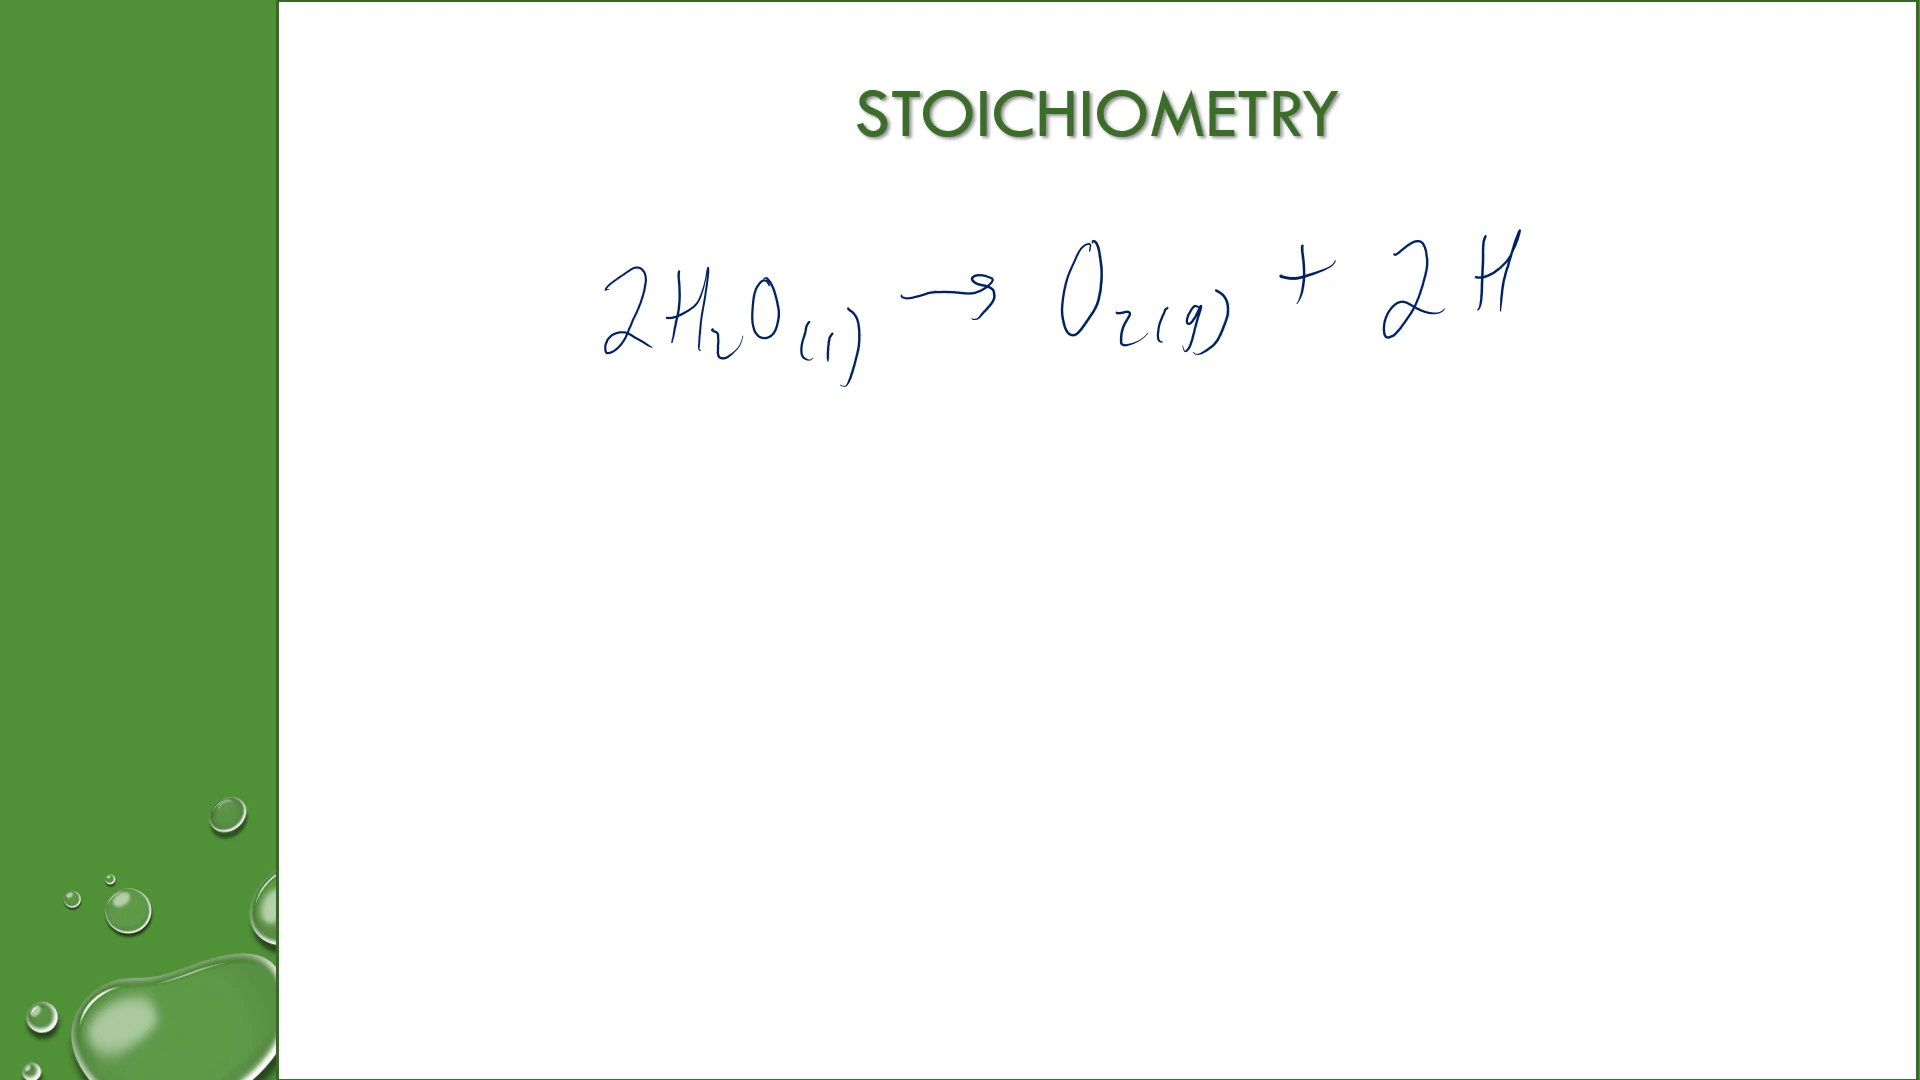 STOICHIOMETRY
2H₂O(l) → O₂(g) + 2H